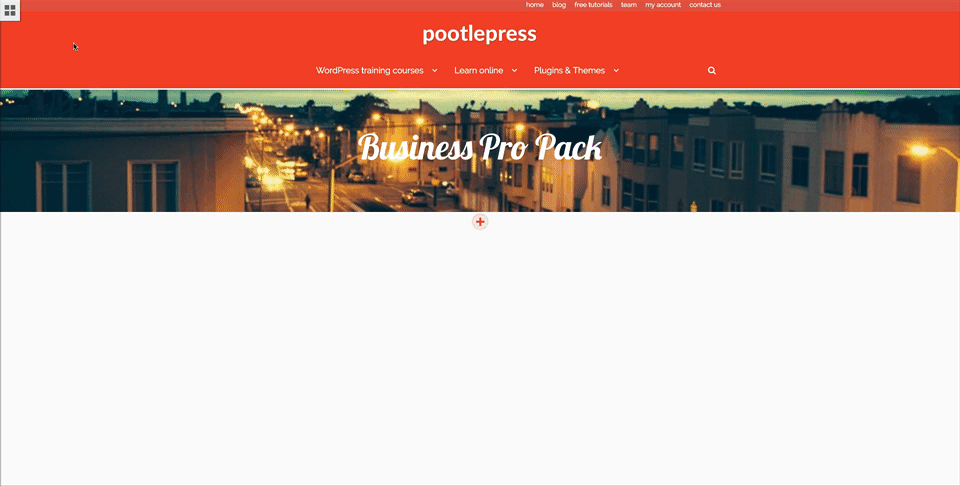 home blog free tutorials team my account contact us
pootlepress
WordPress training courses Learn online Plugins & Themes
Business Pro Pack